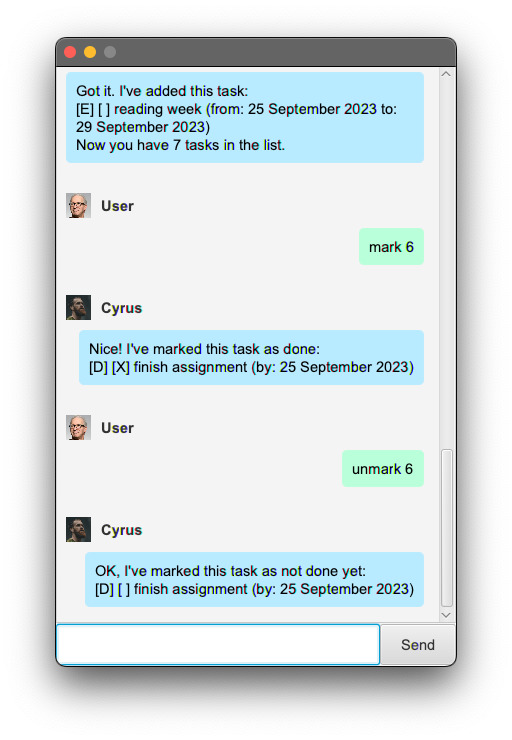 Got it. I've added this task:
[E] [ ] reading week (from: 25 September 2023 to:
29 September 2023)
Now you have 7 tasks in the list.
User
mark 6
Cyrus
Nice! I've marked this task as done:
[D] [X] finish assignment (by: 25 September 2023)
User
unmark 6
Cyrus
OK, I've marked this task as not done yet:
[D] [ ] finish assignment (by: 25 September 2023)
Send